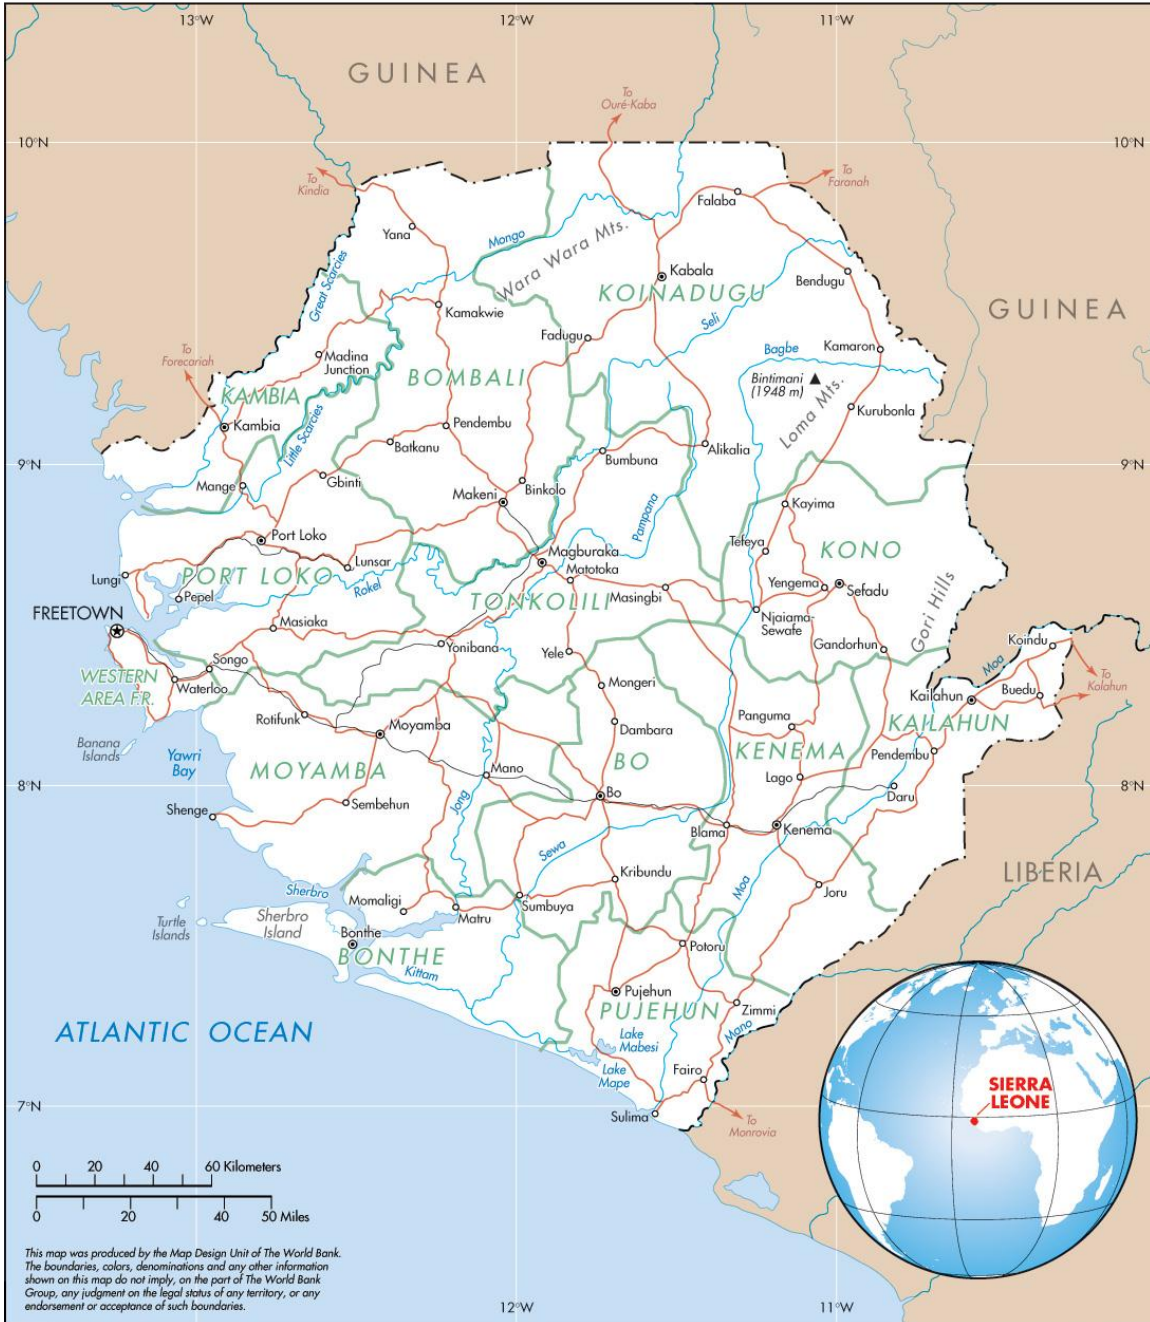 13°W
12°W
11°W
GUINEA
To
Ouré-Kaba
10°N
10°N
To
Kindia
To
Faranah
Falaba
Yana
Mongo
Wara Wara Mts.
Great Scarcies
Kabala
KOINADUGU
Bendugu
GUINEA
Kamakwie
Seli
Fadugu
To
Forecariah
Madina
Junction
BOMBALI
Bagbe
Kamaron
Bintimani
(1948 m)
Loma Mts.
KAMBIA
Kambia
Little Scarcies
Pendembu
Batkanu
Kurubonla
Alikalia
Bumbuna
9°N
9°N
Mange
Gbinti
Makeni
Binkolo
Pampana
Kayima
Port Loko
Magburaka
Tefeya
KONO
Lungi
PORT LOKO
Lunsar
Rokel
Matotoka
Pepel
TONKOLILI
Masingbi
Yengema
Sefadu
Gori Hills
FREETOWN
Masiaka
Njaiama-
Sewafe
Yonibana
Gandorhun
Koindu
Songo
Yele
Moa
WESTERN
AREA F.R.
Waterloo
Mongeri
Kailahun
Buedu
To
Kolahun
Rotifunk
Moyamba
Dambara
Panguma
KAILAHUN
Banana
Islands
Yawri
Bay
MOYAMBA
BO
KENEMA
Pendembu
Mano
Lago
8°N
8°N
Shenge
Sembehun
Jong
Bo
Daru
Blama
Kenema
Sewa
LIBERIA
Sherbro
Kribundu
Moa
Joru
Momaligi
Matru
Sumbuya
Turtle
Islands
Sherbro
Island
Bonthe
BONTHE
Kittam
Potoru
Pujehun
PUJEHUN
Zimmi
ATLANTIC OCEAN
Lake
Mabesi
Mano
Lake
Mape
Fairo
SIERRA
LEONE
7°N
Sulima
To
Monrovia
0 20 40 60 Kilometers
0 20 40 50 Miles
This map was produced by the Map Design Unit of The World Bank.
The boundaries, colors, denominations and any other information
shown on this map do not imply, on the part of The World Bank
Group, any judgment on the legal status of any territory, or any
endorsement or acceptance of such boundaries.
12°W
11°W